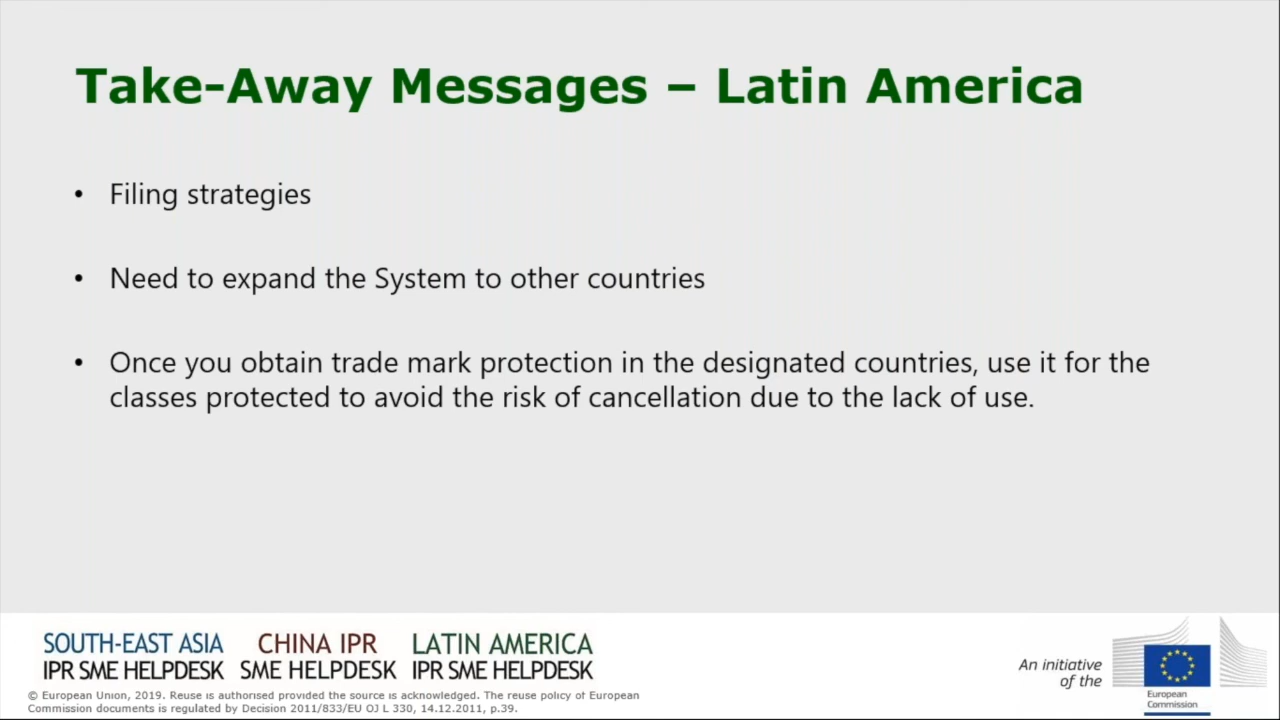 Take-Away Messages – Latin America
• Filing strategies
• Need to expand the System to other countries
• Once you obtain trade mark protection in the designated countries, use it for the
classes protected to avoid the risk of cancellation due to the lack of use.
SOUTH-EAST ASIA
IPR SME HELPDESK
CHINA IPR
SME HELPDESK
LATIN AMERICA
IPR SME HELPDESK
© European Union, 2019. Reuse is authorised provided the source is acknowledged. The reuse policy of European
Commission documents is regulated by Decision 2011/833/EU OJ L 330, 14.12.2011, p.39.
An initiative
of the
European
Commission